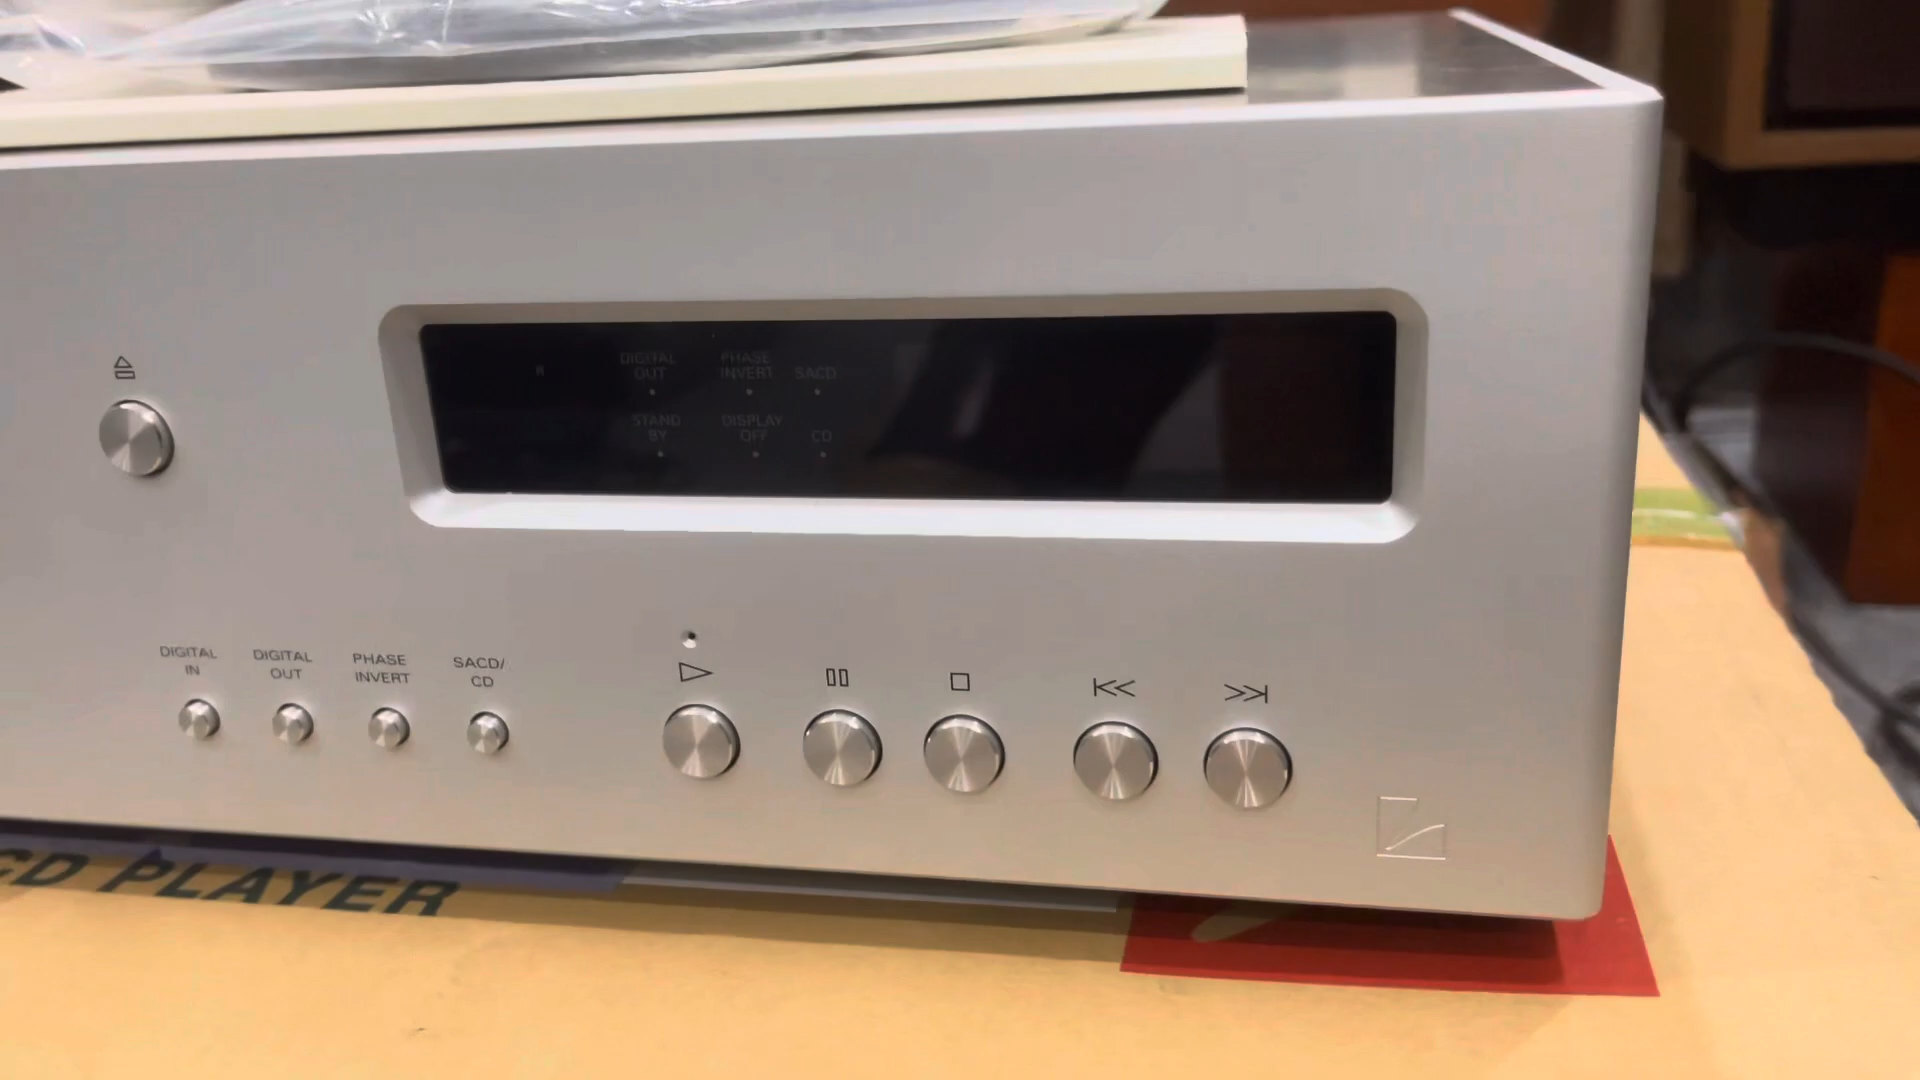 DIGITAL
OUT
PHASE
INVERT
SACD
STAND
BY
DISPLAY
OFF
CD
DIGITAL
IN
DIGITAL
OUT
PHASE
INVERT
SACD/
CD
CD PLAYER